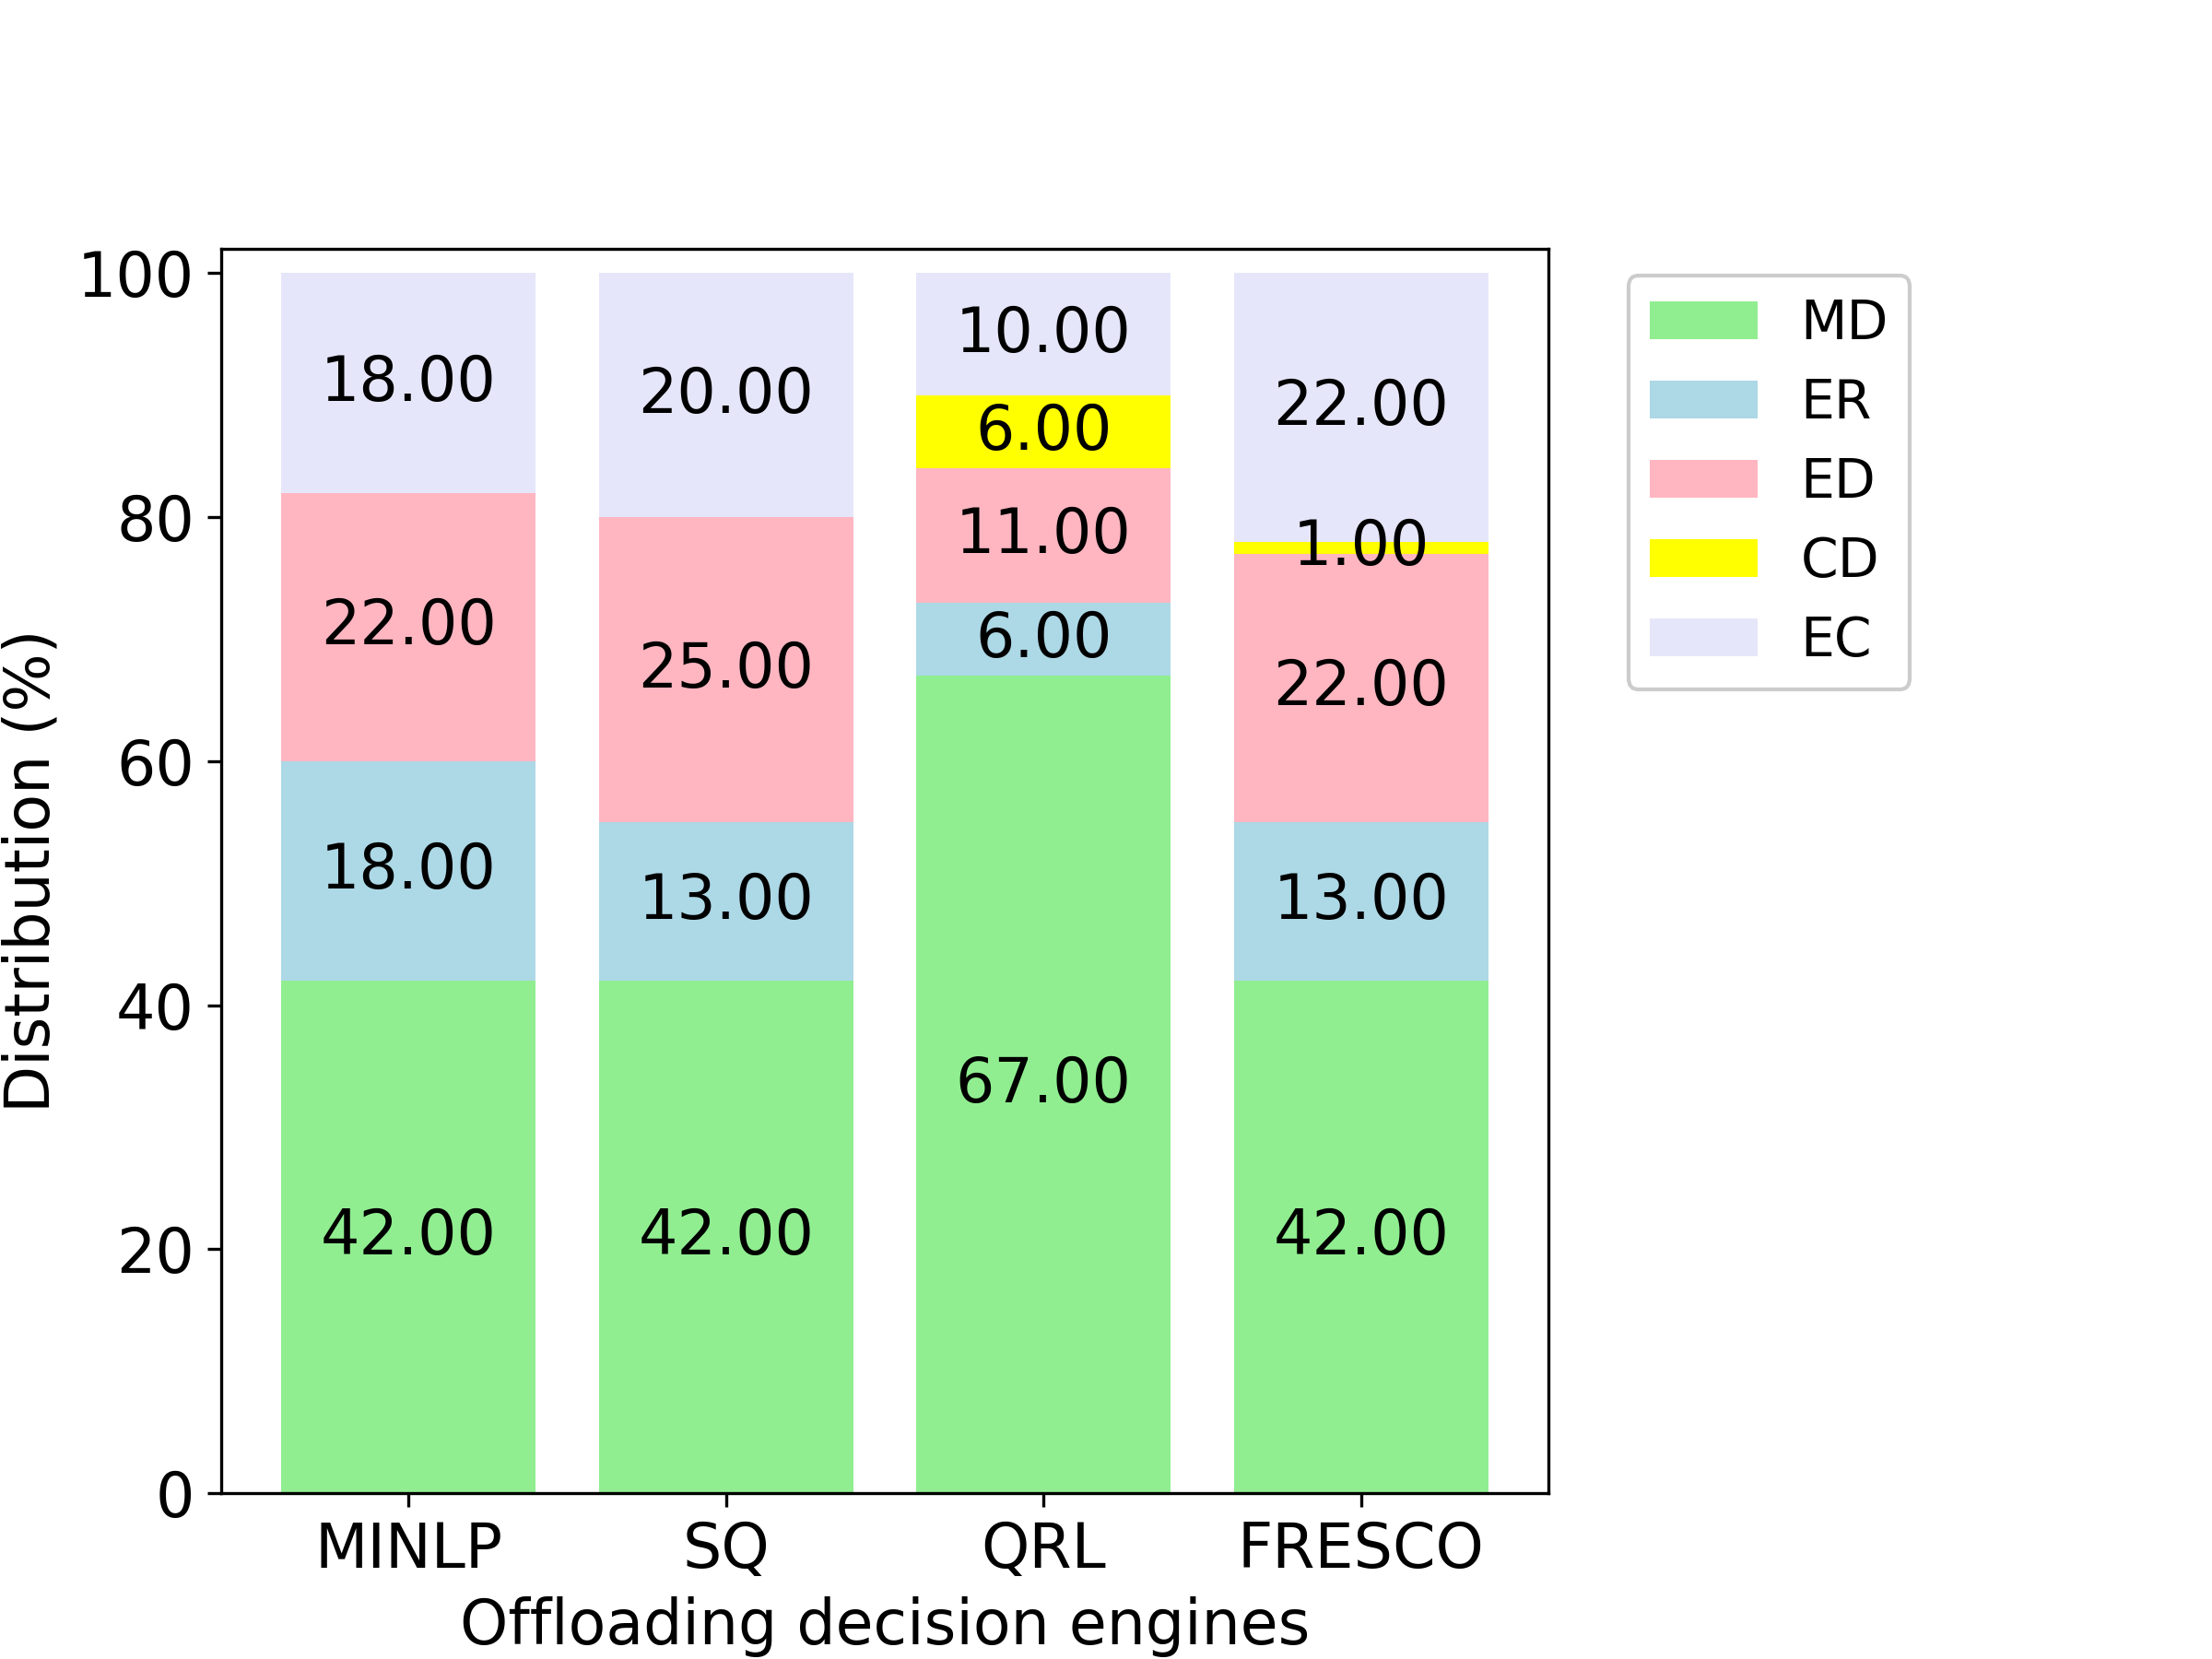 100
80
60
40
20
0
Distribution (%)
18.00
22.00
18.00
42.00
20.00
25.00
13.00
42.00
10.00
6.00
11.00
6.00
67.00
22.00
1.00
22.00
13.00
42.00
MINLP
SQ
QRL
FRESCO
Offloading decision engines
MD
ER
ED
CD
EC